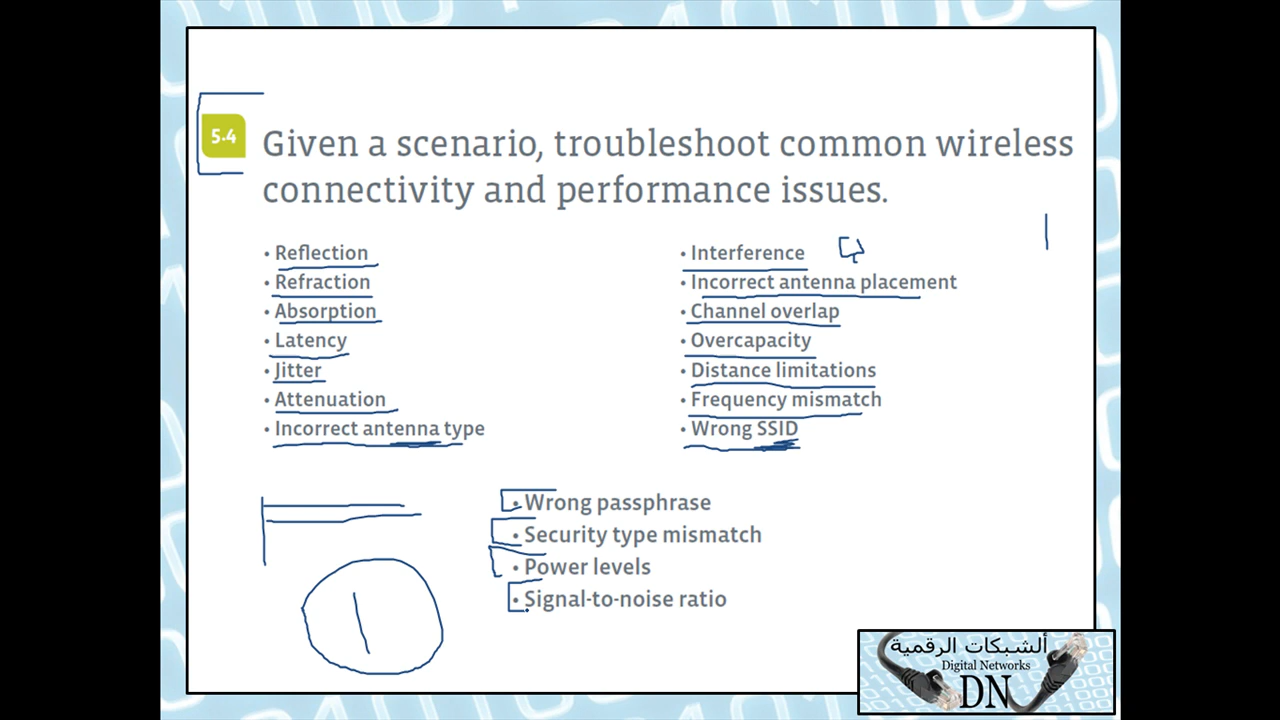 5.4
Given a scenario, troubleshoot common wireless
connectivity and performance issues.
• Reflection
• Refraction
• Absorption
• Latency
• Jitter
• Attenuation
• Incorrect antenna type
• Interference
• Incorrect antenna placement
• Channel overlap
• Overcapacity
• Distance limitations
• Frequency mismatch
• Wrong SSID
• Wrong passphrase
• Security type mismatch
• Power levels
• Signal-to-noise ratio
ألشبكات الرقمية
Digital Networks
DN